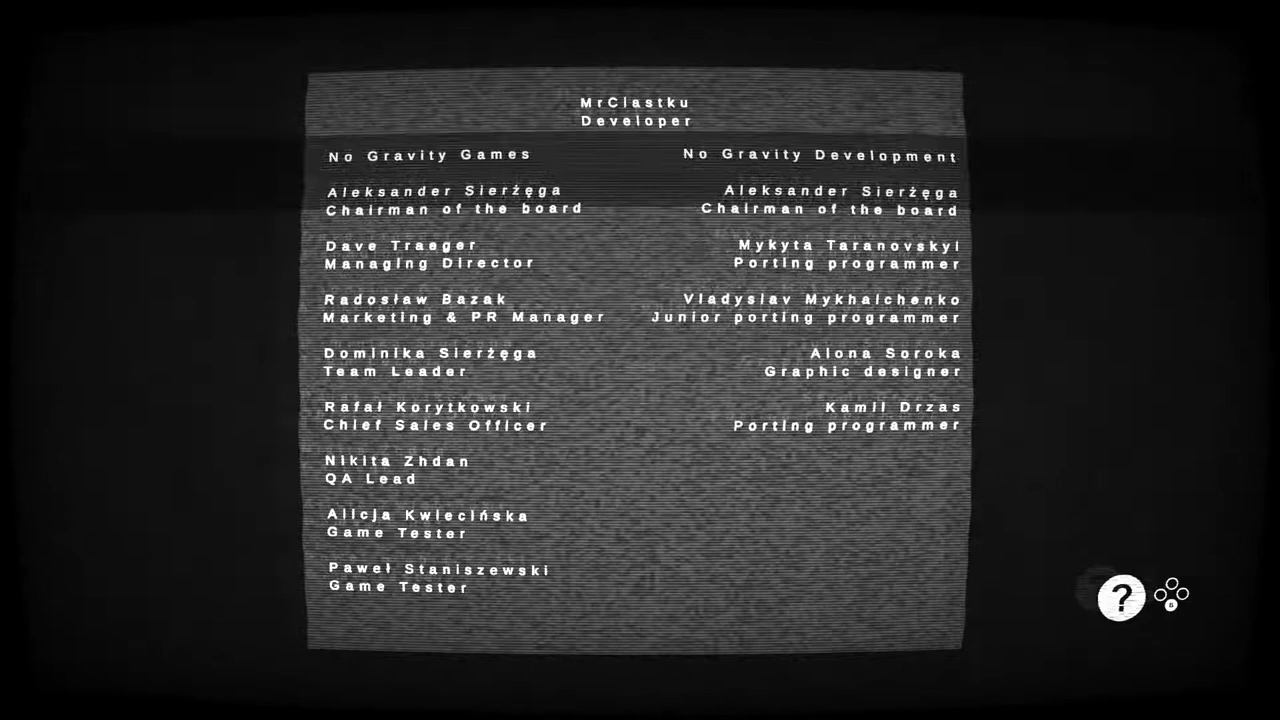 MrCiastku
Developer
No Gravity Games
Aleksander Sierżęga
Chairman of the board
Dave Traeger
Managing Director
Radosław Bazak
Marketing & PR Manager
Dominika Sierżęga
Team Leader
Rafał Korytkowski
Chief Sales Officer
Nikita Zhdan
QA Lead
Alicja Kwiecińska
Game Tester
Paweł Staniszewski
Game Tester
No Gravity Development
Aleksander Sierżęga
Chairman of the board
Mykyta Taranovskyi
Porting programmer
Vladyslav Mykhalchenko
Junior porting programmer
Alona Soroka
Graphic designer
Kamil Drzas
Porting programmer
?
B